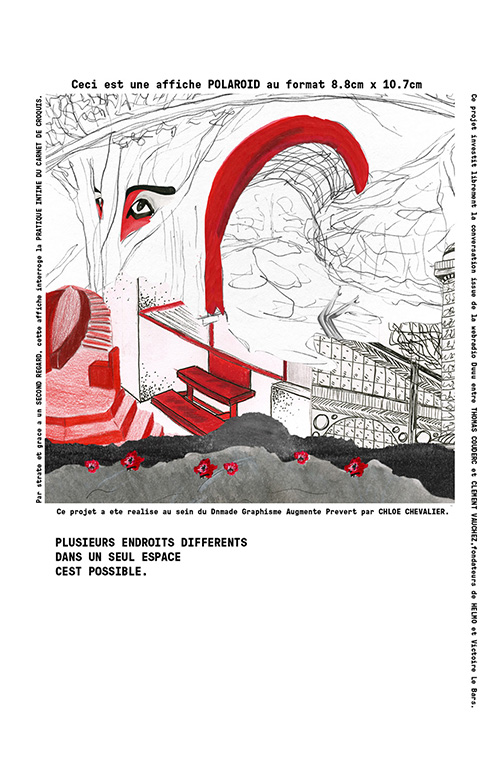 Ceci est une affiche POLAROID au format 8.8cm x 10.7cm
Par strate et grace a un SECOND REGARD, cette affiche interroge la PRATIQUE INTIME DU CARNET DE CROQUIS.
Ce projet investit librement la conversation issue de la webradio Duuu entre THOMAS COUDERC et CLEMENT VAUCHEZ,fondateurs de HELMO et Victoire Le Bars.
Ce projet a ete realise au sein du Dnmade Graphisme Augmente Prevert par CHLOE CHEVALIER.
PLUSIEURS ENDROITS DIFFERENTS
DANS UN SEUL ESPACE
CEST POSSIBLE.